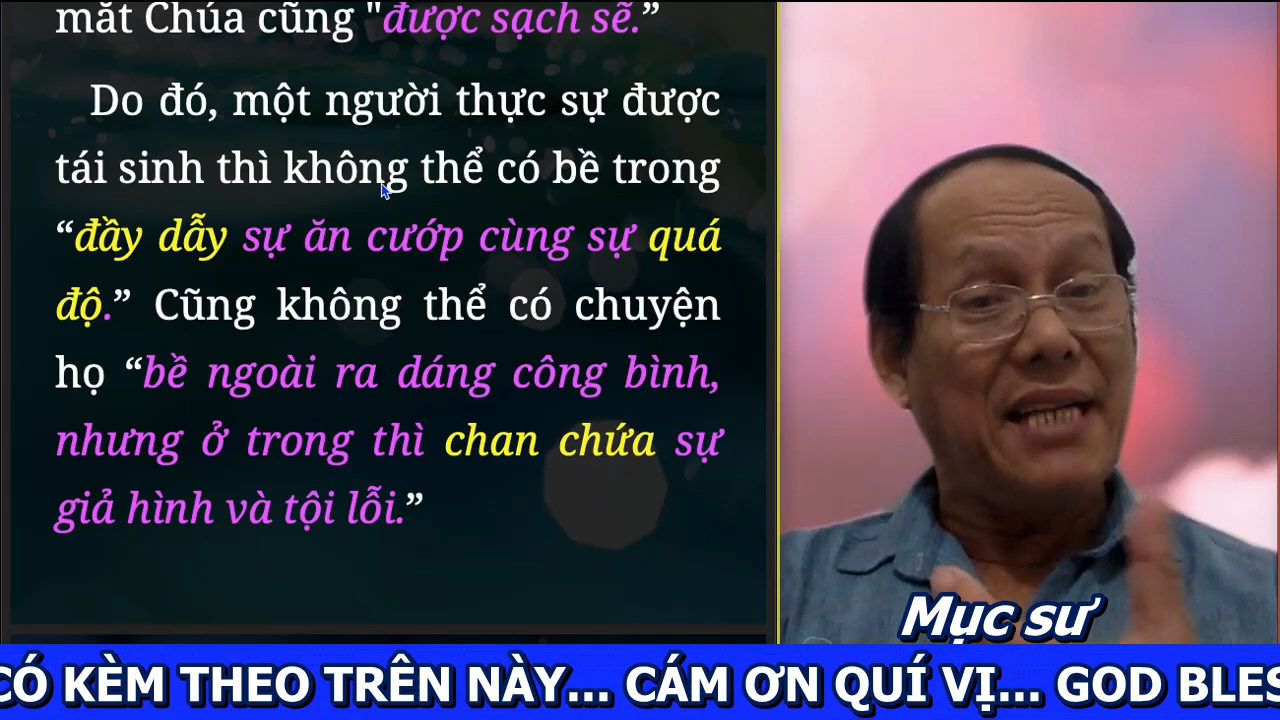 mắt Chúa cũng "được sạch sẽ.”
Do đó, một người thực sự được
tái sinh thì không thể có bề trong
“đầy dẫy sự ăn cướp cùng sự quá
độ.” Cũng không thể có chuyện
họ “bề ngoài ra dáng công bình,
nhưng ở trong thì chan chứa sự
giả hình và tội lỗi.”
Mục sư
CÓ KÈM THEO TRÊN NÀY... CÁM ƠN QUÍ VỊ... GOD BLES